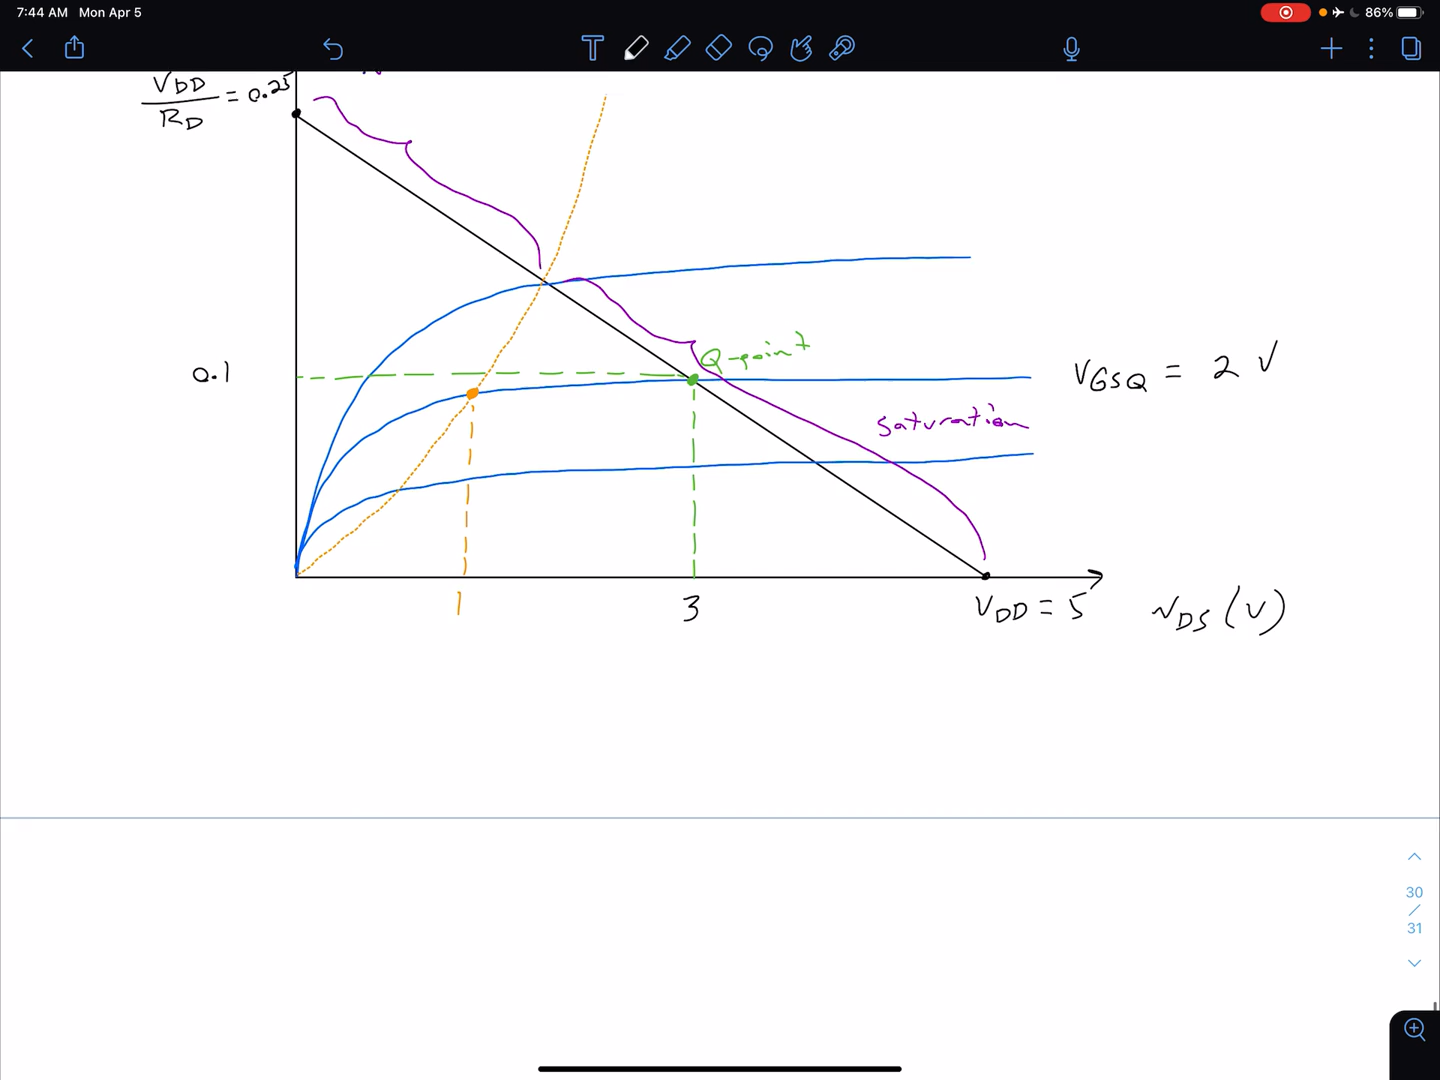 7:44 AM Mon Apr 5
86%
T
VDD
RD
= 0.25
Q-point
0.1
VGSQ = 2 V
saturation
1
3
VDD = 5
vDS (V)
30
/
31